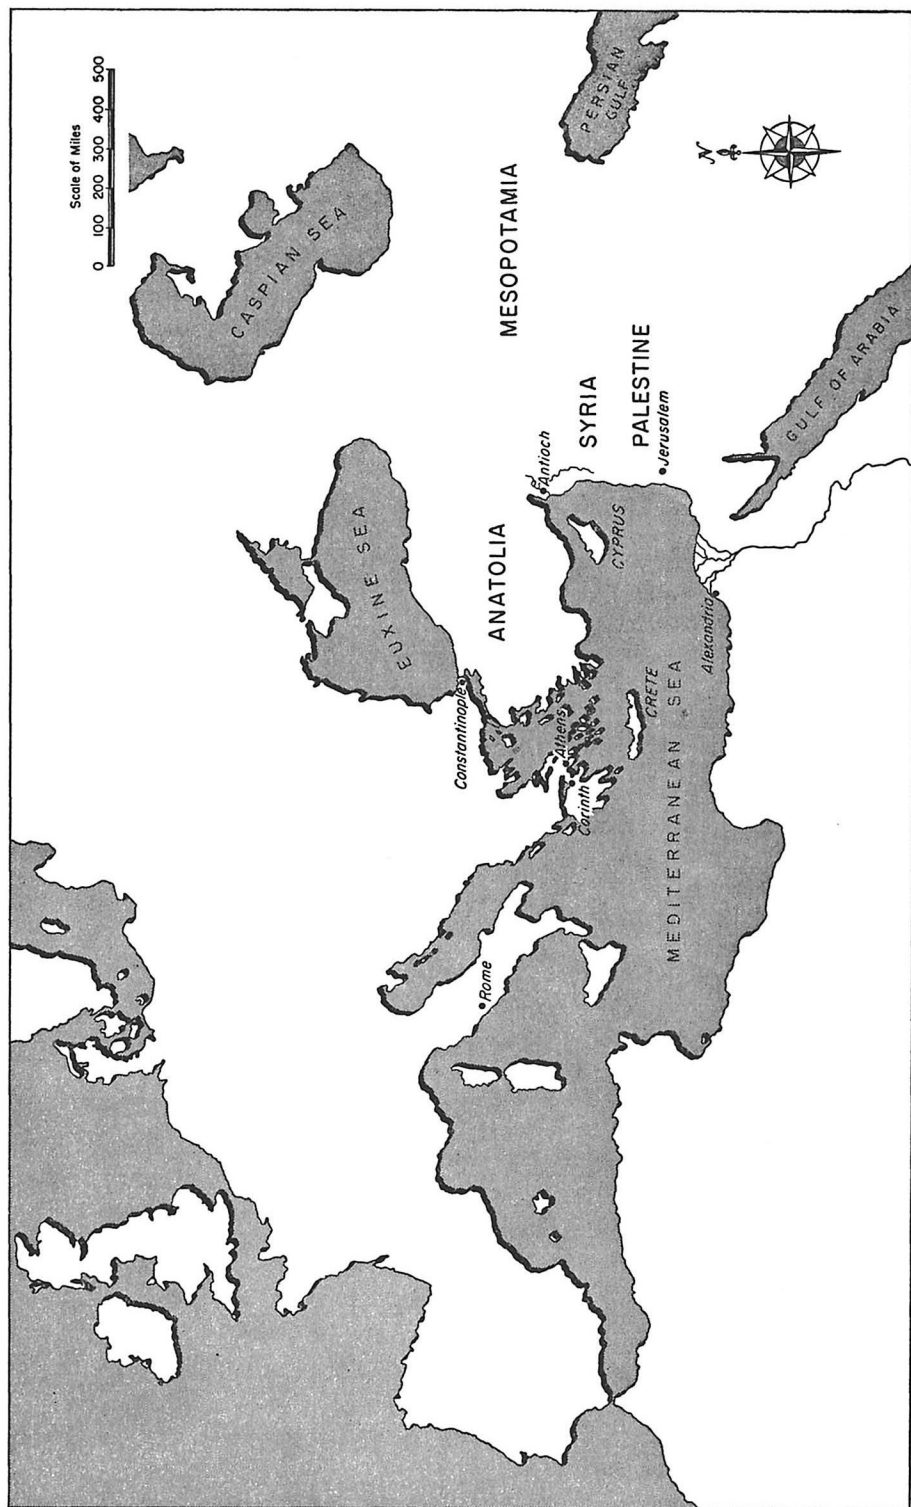 Scale of Miles
0 100 200 300 400 500
CASPIAN SEA
PERSIAN
GULF
N
EUXINE SEA
MESOPOTAMIA
ANATOLIA
Constantinople
Antioch
SYRIA
PALESTINE
Jerusalem
CYPRUS
GULF OF ARABIA
Rome
Athens
Corinth
CRETE
Alexandria
MEDITERRANEAN SEA